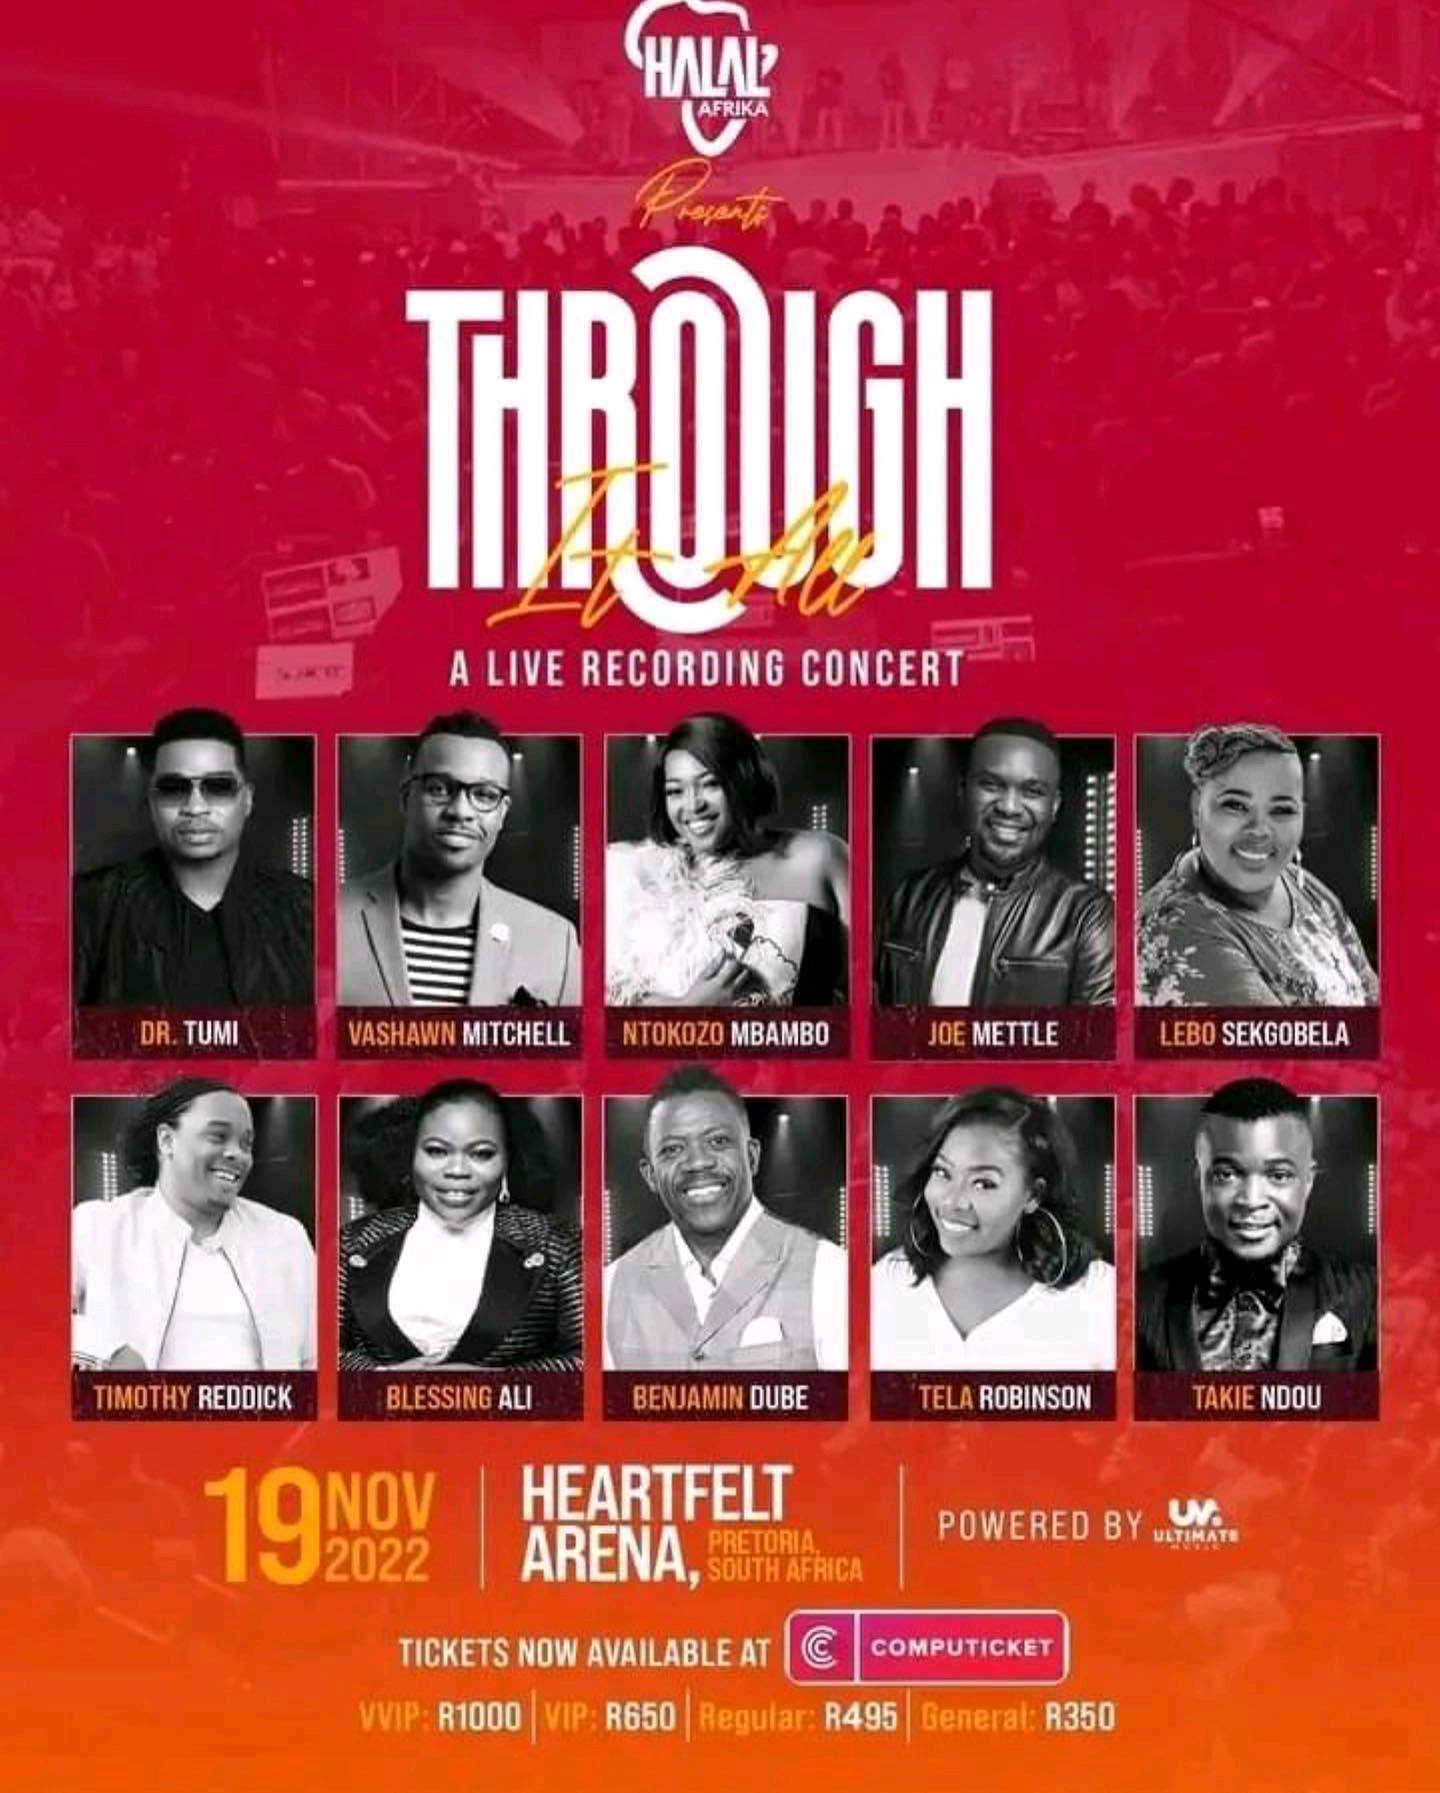 HALAL'
AFRIKA
Presents
THROUGH
It All
A LIVE RECORDING CONCERT
DR. TUMI
VASHAWN MITCHELL
NTOKOZO MBAMBO
JOE METTLE
LEBO SEKGOBELA
TIMOTHY REDDICK
BLESSING ALI
BENJAMIN DUBE
TELA ROBINSON
TAKIE NDOU
19 NOV
2022
HEARTFELT
ARENA, PRETORIA,
SOUTH AFRICA
POWERED BY
ULTIMATE
MUSIC
TICKETS NOW AVAILABLE AT COMPUTICKET
VVIP: R1000 | VIP: R650 | Regular: R495 | General: R350